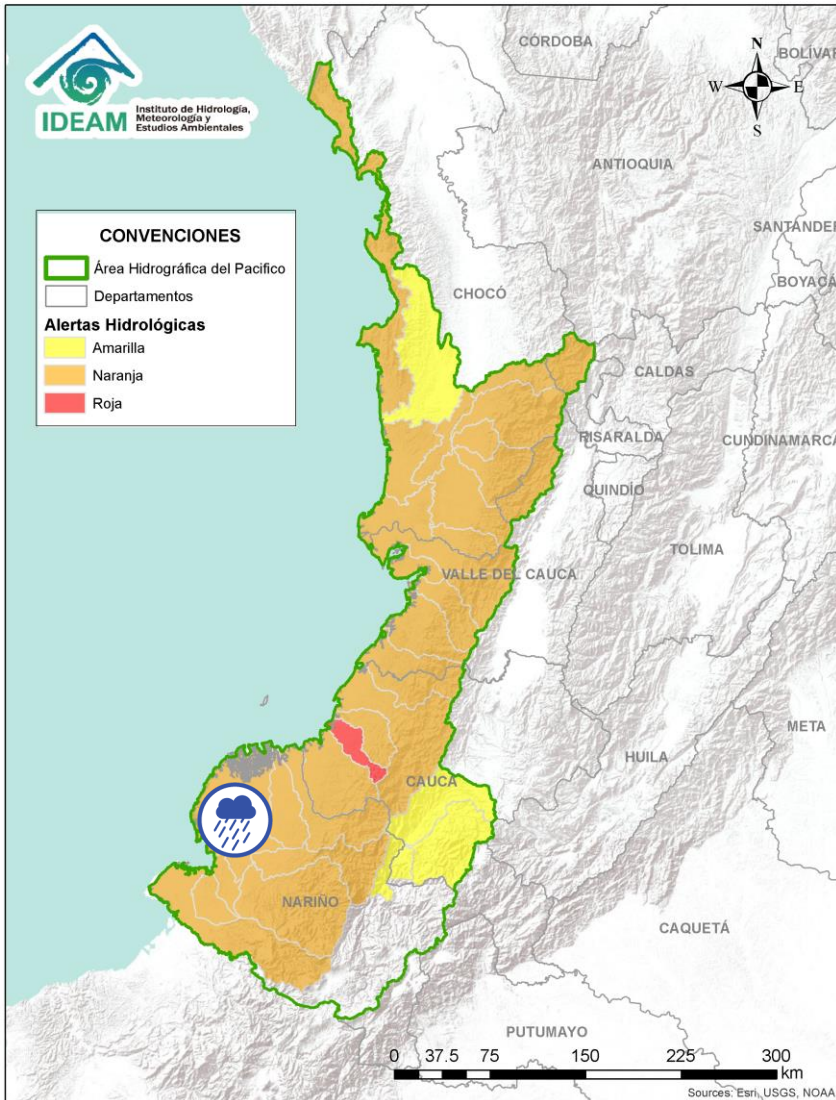 IDEAM
Instituto de Hidrología,
Meteorología y
Estudios Ambientales
CÓRDOBA
BOLÍVAR
N
W
E
S
ANTIOQUIA
SANTANDER
BOYACÁ
CONVENCIONES
Área Hidrográfica del Pacifico
Departamentos
Alertas Hidrológicas
Amarilla
Naranja
Roja
CHOCÓ
CALDAS
RISARALDA
CUNDINAMARCA
QUINDÍO
TOLIMA
VALLE DEL CAUCA
META
HUILA
CAUCA
NARIÑO
CAQUETÁ
PUTUMAYO
0 37.5 75 150 225 300
km
Sources: Esri, USGS, NOAA